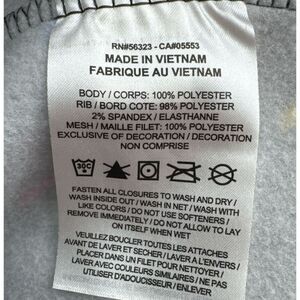 RN#56323 - CA#05553
MADE IN VIETNAM
FABRIQUE AU VIETNAM
BODY / CORPS: 100% POLYESTER
RIB / BORD COTE: 98% POLYESTER
2% SPANDEX / ELASTHANNE
MESH / MAILLE FILET: 100% POLYESTER
EXCLUSIVE OF DECORATION / DECORATION
NON COMPRISE
30C
FASTEN ALL CLOSURES TO WASH AND DRY /
WASH INSIDE OUT / WASH IN NET / WASH WITH
LIKE COLORS / DO NOT USE SOFTENERS /
REMOVE IMMEDIATELY / DO NOT ALLOW TO LAY
ON ITSELF WHEN WET
VEUILLEZ BOUCLER TOUTES LES ATTACHES
AVANT DE LAVER ET SECHER / LAVER A L'ENVERS /
PLACER DANS UN FILET POUR NETTOYER /
LAVER AVEC COULEURS SIMILAIRES / NE PAS
UTILISER D'ADOUCISSEUR / ENLEVER